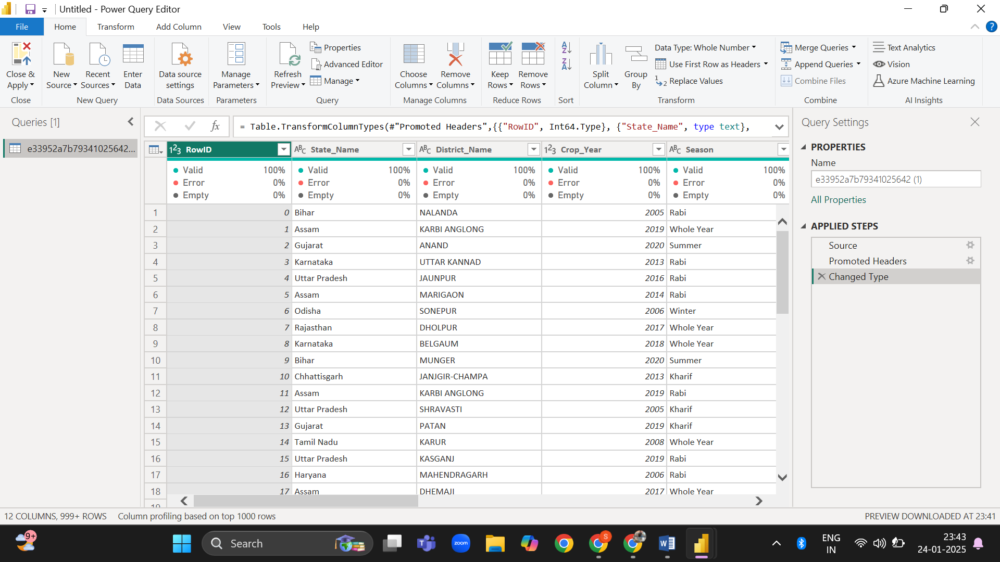 Untitled - Power Query Editor
File Home Transform Add Column View Tools Help
Close & Apply
New Source
Recent Sources
Enter Data
Data source settings
Manage Parameters
Refresh Preview
Properties
Advanced Editor
Manage
Choose Columns
Remove Columns
Keep Rows
Remove Rows
Split Column
Group By
Data Type: Whole Number
Use First Row as Headers
Replace Values
Merge Queries
Append Queries
Combine Files
Text Analytics
Vision
Azure Machine Learning
Close New Query Data Sources Parameters Query Manage Columns Reduce Rows Sort Transform Combine AI Insights
Queries [1]
e33952a7b79341025642...
fx = Table.TransformColumnTypes(#"Promoted Headers",{{"RowID", Int64.Type}, {"State_Name", type text},
RowID State_Name District_Name Crop_Year Season
Valid 100% Valid 100% Valid 100% Valid 100% Valid 100%
Error 0% Error 0% Error 0% Error 0% Error 0%
Empty 0% Empty 0% Empty 0% Empty 0% Empty 0%
1 0 Bihar NALANDA 2005 Rabi
2 1 Assam KARBI ANGLONG 2019 Whole Year
3 2 Gujarat ANAND 2020 Summer
4 3 Karnataka UTTAR KANNAD 2013 Rabi
5 4 Uttar Pradesh JAUNPUR 2016 Rabi
6 5 Assam MARIGAON 2014 Rabi
7 6 Odisha SONEPUR 2006 Winter
8 7 Rajasthan DHOLPUR 2017 Whole Year
9 8 Karnataka BELGAUM 2018 Whole Year
10 9 Bihar MUNGER 2020 Summer
11 10 Chhattisgarh JANJGIR-CHAMPA 2013 Kharif
12 11 Assam KARBI ANGLONG 2019 Rabi
13 12 Uttar Pradesh SHRAVASTI 2005 Kharif
14 13 Gujarat PATAN 2019 Kharif
15 14 Tamil Nadu KARUR 2008 Whole Year
16 15 Uttar Pradesh KASGANJ 2019 Rabi
17 16 Haryana MAHENDRAGARH 2006 Rabi
18 17 Assam DHEMAJI 2017 Whole Year
19
Query Settings
PROPERTIES
Name
e33952a7b79341025642 (1)
All Properties
APPLIED STEPS
Source
Promoted Headers
Changed Type
12 COLUMNS, 999+ ROWS Column profiling based on top 1000 rows PREVIEW DOWNLOADED AT 23:41
9+ Search zoom S W ENG IN 23:43
24-01-2025